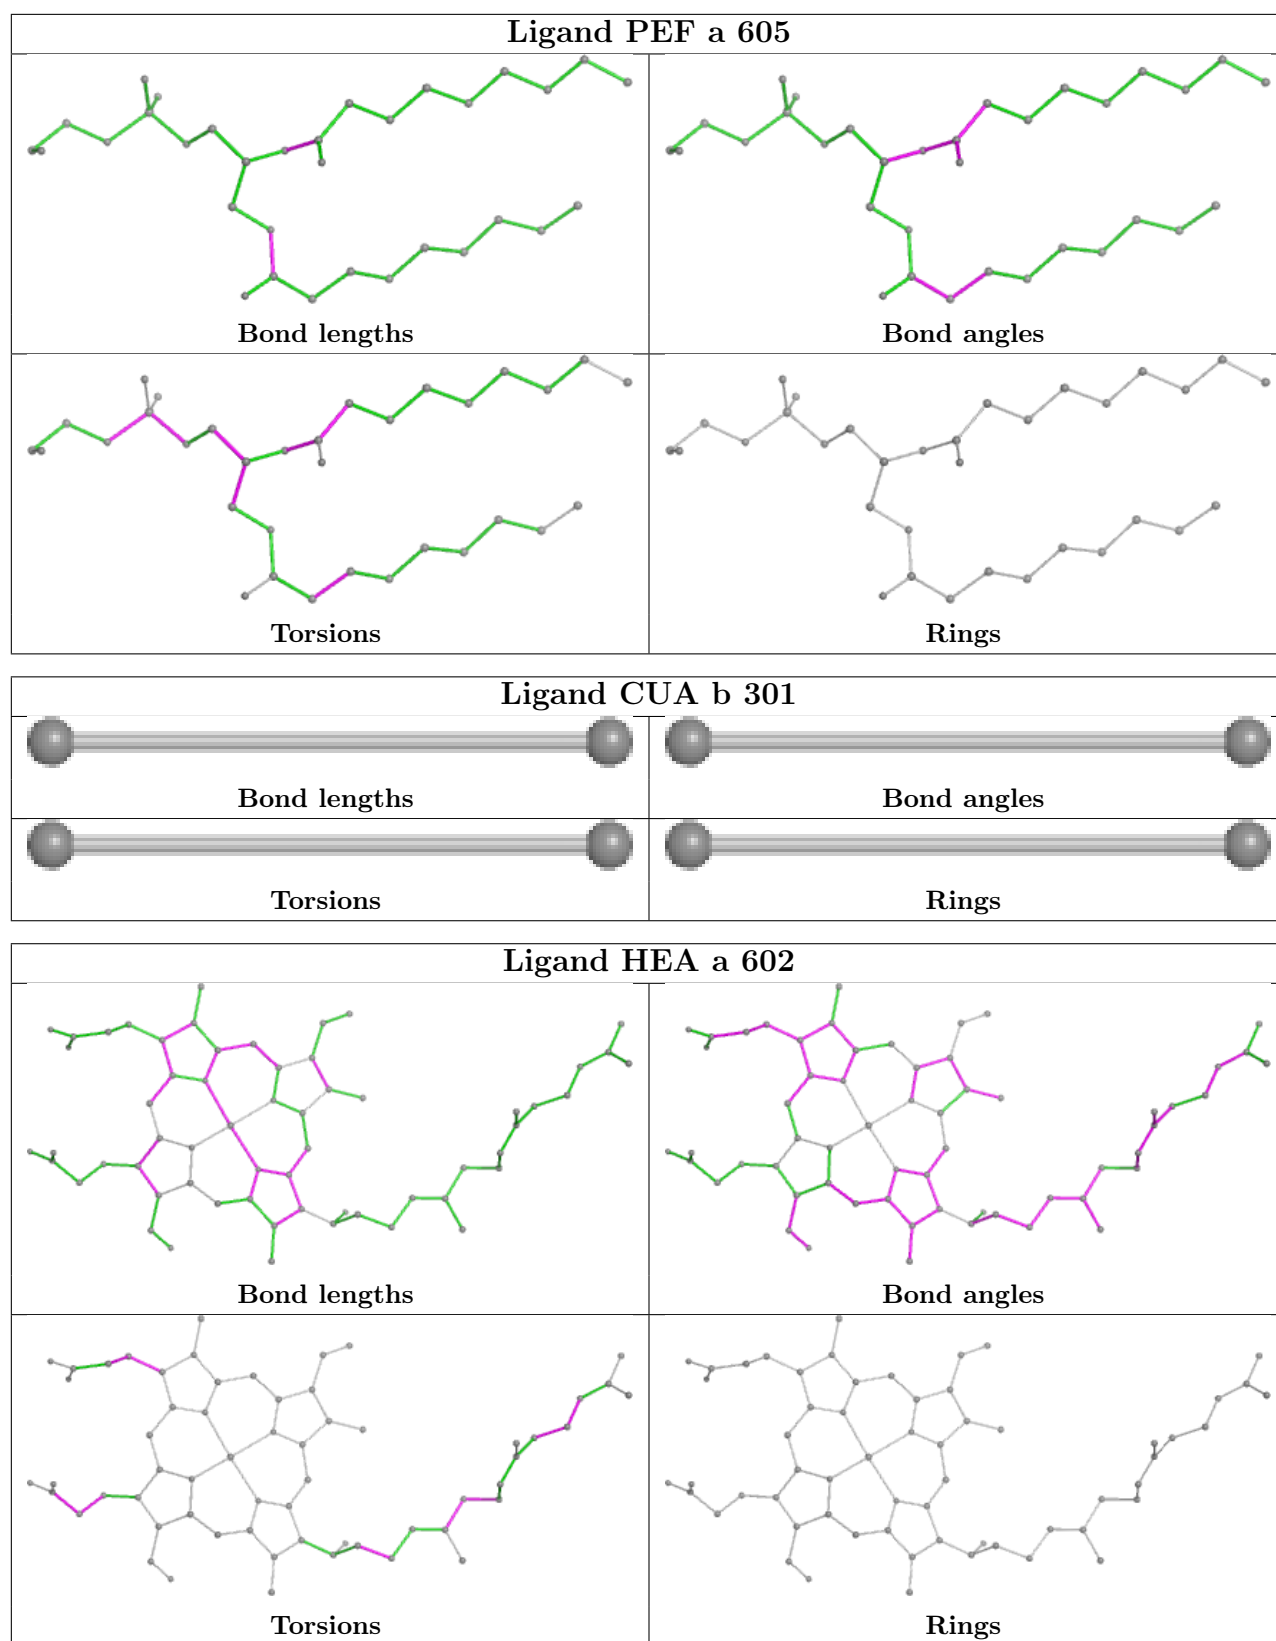 Ligand PEF a 605
Bond lengths
Bond angles
Torsions
Rings
Ligand CUA b 301
Bond lengths
Bond angles
Torsions
Rings
Ligand HEA a 602
Bond lengths
Bond angles
Torsions
Rings